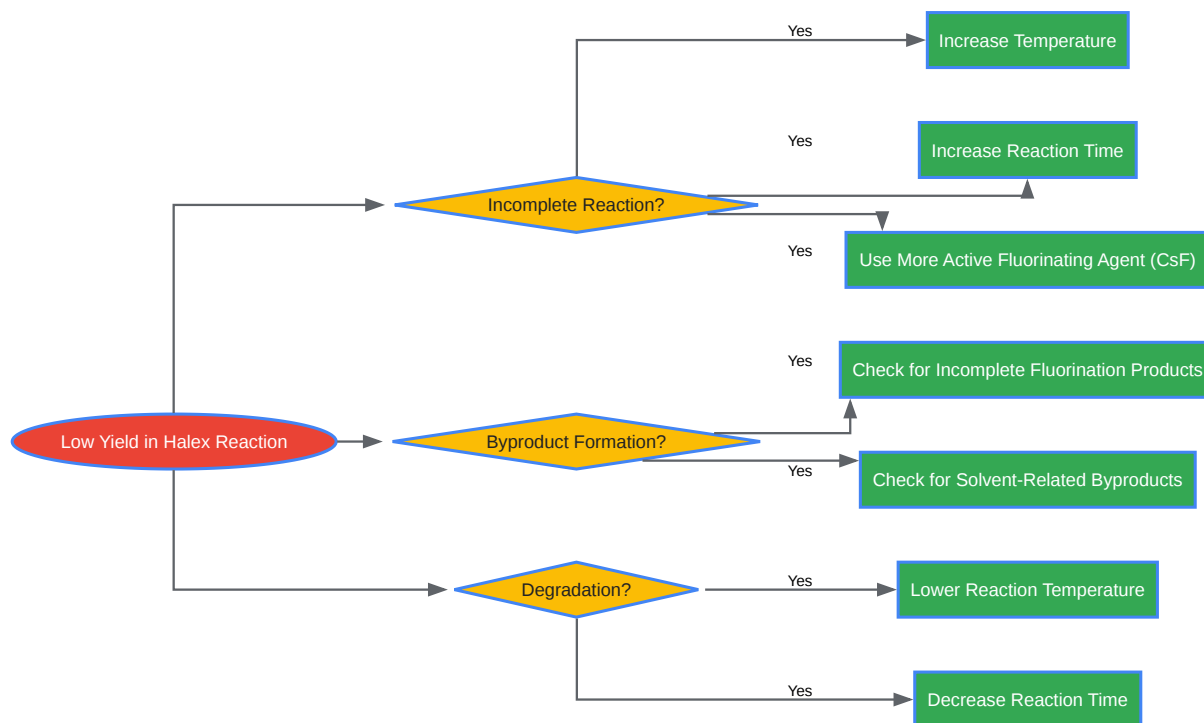 Yes
Increase Temperature
Yes
Increase Reaction Time
Incomplete Reaction?
Yes
Use More Active Fluorinating Agent (CsF)
Yes
Check for Incomplete Fluorination Products
Low Yield in Halex Reaction
Byproduct Formation?
Yes
Check for Solvent-Related Byproducts
Degradation?
Yes
Lower Reaction Temperature
Yes
Decrease Reaction Time